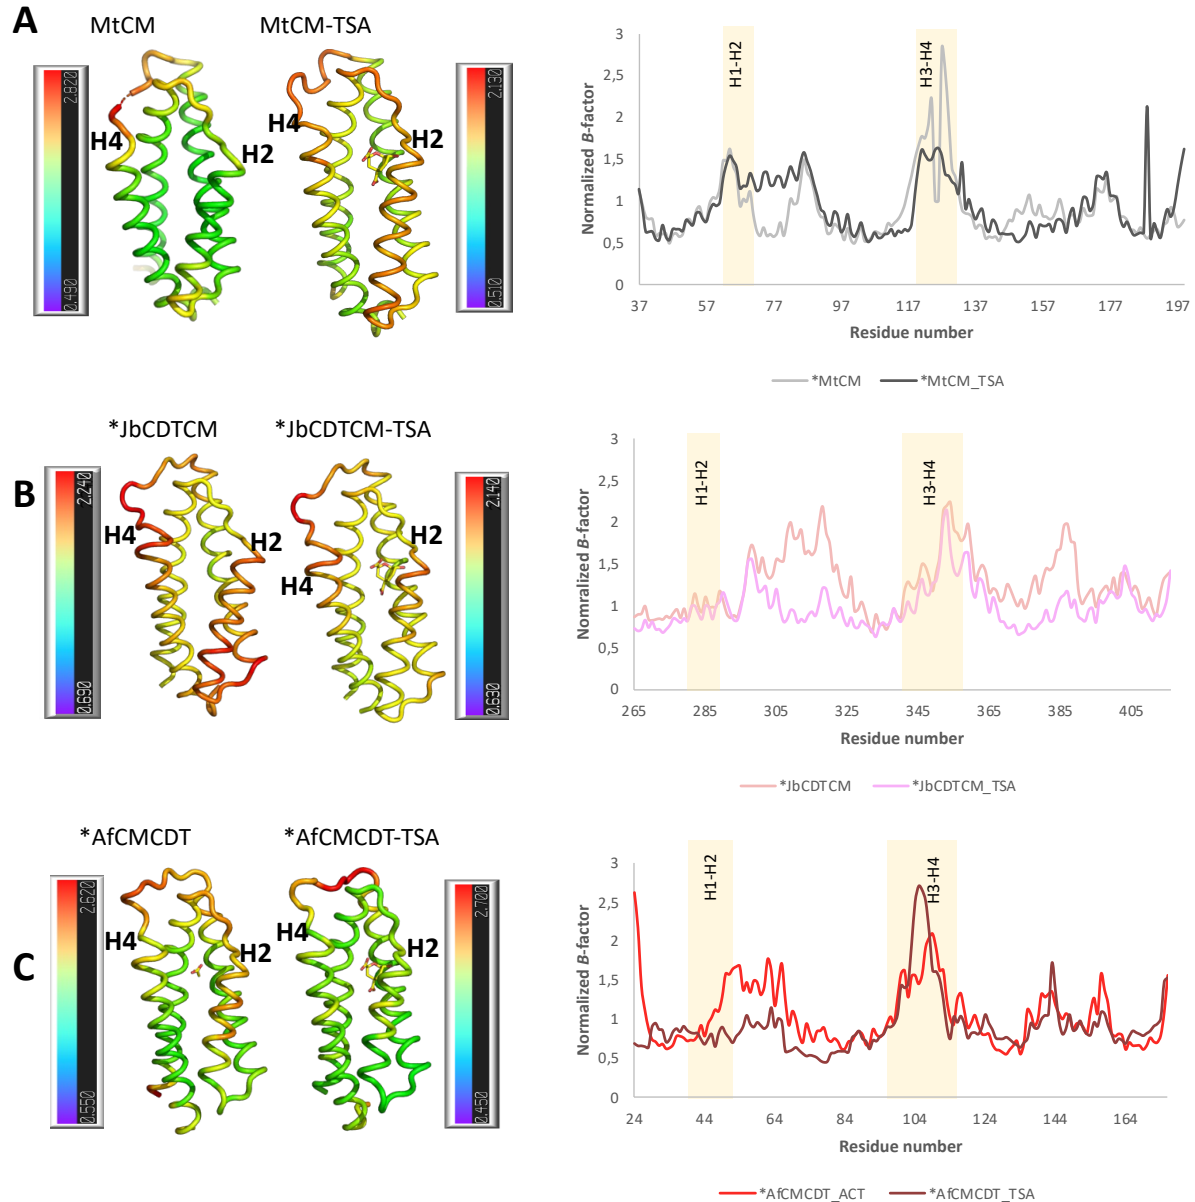 A
MtCM
MtCM-TSA
2.820
0.490
H4
H2
H4
H2
2.130
0.510
Normalized B-factor
3
2,5
2
1,5
1
0,5
0
H1-H2
H3-H4
37
57
77
97
117
137
157
177
197
Residue number
*MtCM
*MtCM_TSA
B
*JbCDTCM
*JbCDTCM-TSA
2.240
0.690
H4
H2
H4
H2
2.140
0.630
Nomralized B-factor
3
2,5
2
1,5
1
0,5
0
H1-H2
H3-H4
265
285
305
325
345
365
385
405
Residue number
*JbCDTCM
*JbCDTCM_TSA
C
*AfCMCDT
*AfCMCDT-TSA
2.620
0.550
H4
H2
H4
H2
2.700
0.450
Normalized B-factor
3
2,5
2
1,5
1
0,5
0
H1-H2
H3-H4
24
44
64
84
104
124
144
164
Residue number
*AfCMCDT_ACT
*AfCMCDT_TSA